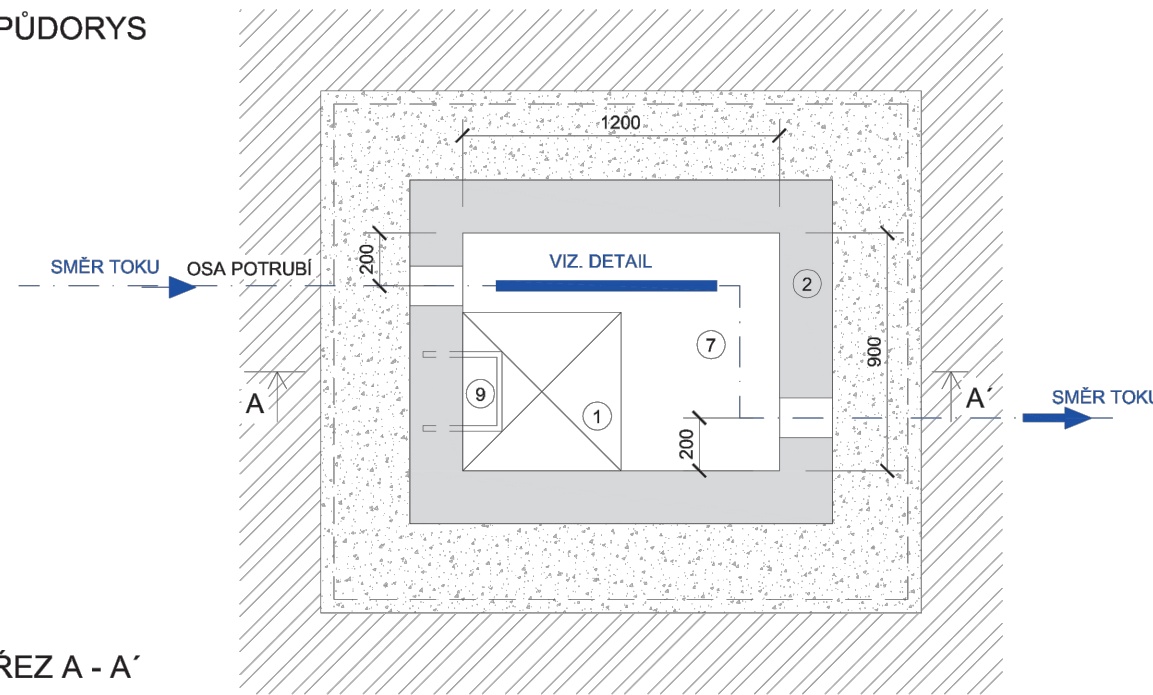 PŮDORYS
1200
SMĚR TOKU
OSA POTRUBÍ
200
VIZ. DETAIL
2
7
900
9
1
A
A´
SMĚR TOKU
200
ŘEZ A - A´